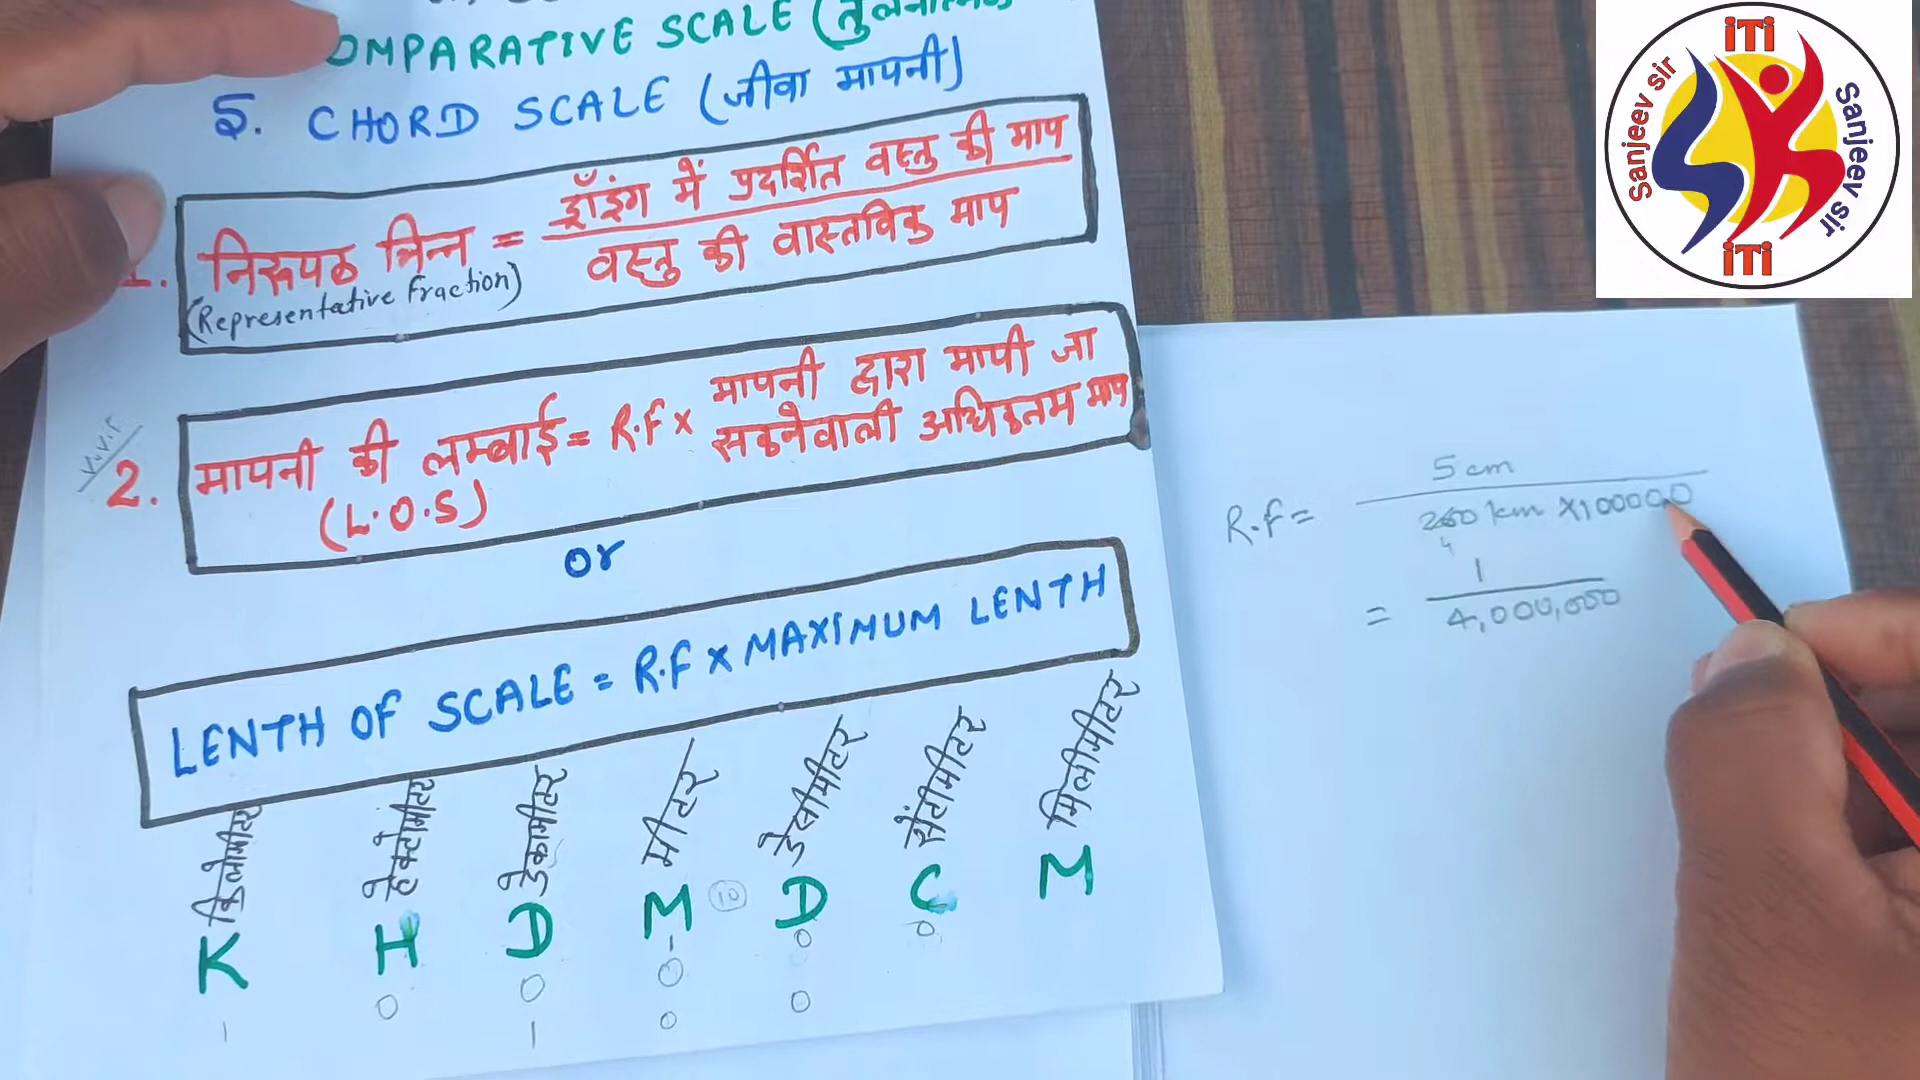 OMPARATIVE SCALE (तुलनात्मक
5. CHORD SCALE (जीवा मापनी)
1. निरूपक भिन्न = ड्राॅइंग में प्रदर्शित वस्तु की माप
वस्तु की वास्तविक माप
(Representative fraction)
V.V.I
2. मापनी की लम्बाई = R.F × मापनी द्वारा मापी जा
सकनेवाली अधिकतम माप
(L.O.S)
or
LENTH OF SCALE = R.F × MAXIMUM LENTH
किलोमीटर हेक्टोमीटर डेकामीटर मीटर डेसीमीटर सेंटीमीटर मिलीमीटर
K H D M 10 D C M
R.F =
5 cm
200 km ×100000
4
= 1
4,000,000
iTi
Sanjeev sir
Sanjeev sir
iTi